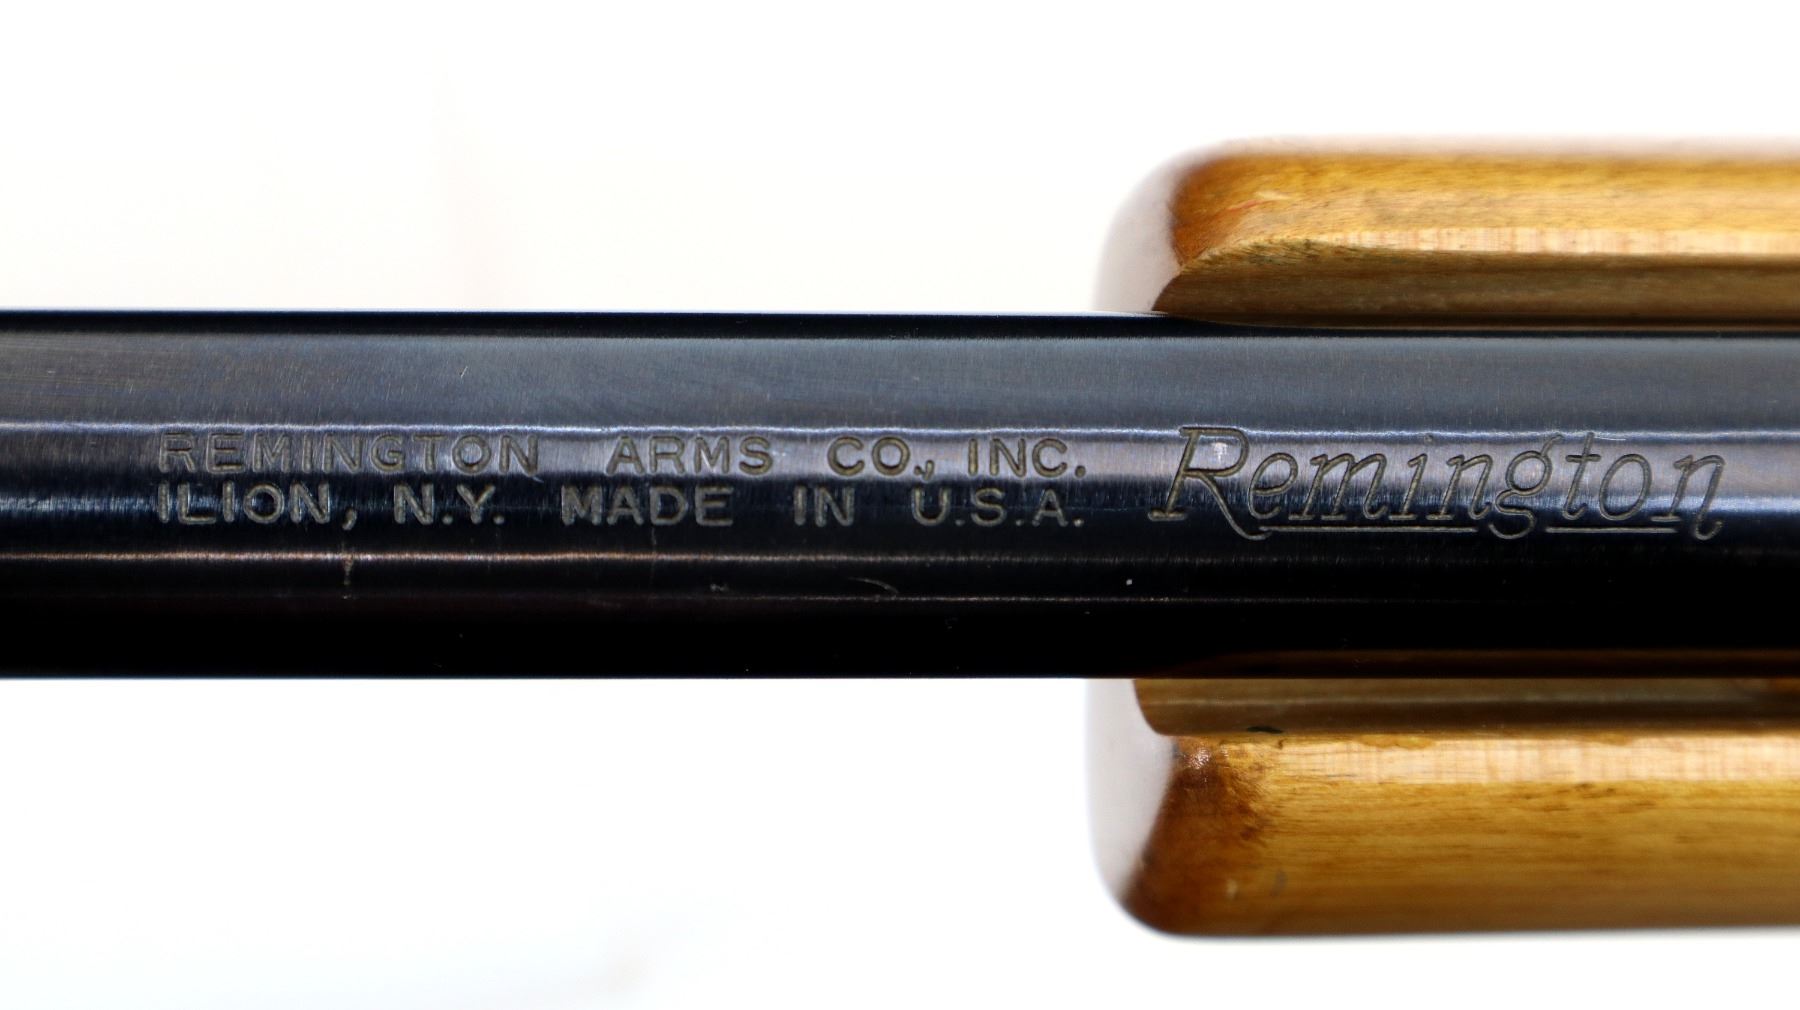 REMINGTON ARMS CO., INC.
ILION, N.Y. MADE IN U.S.A.
Remington